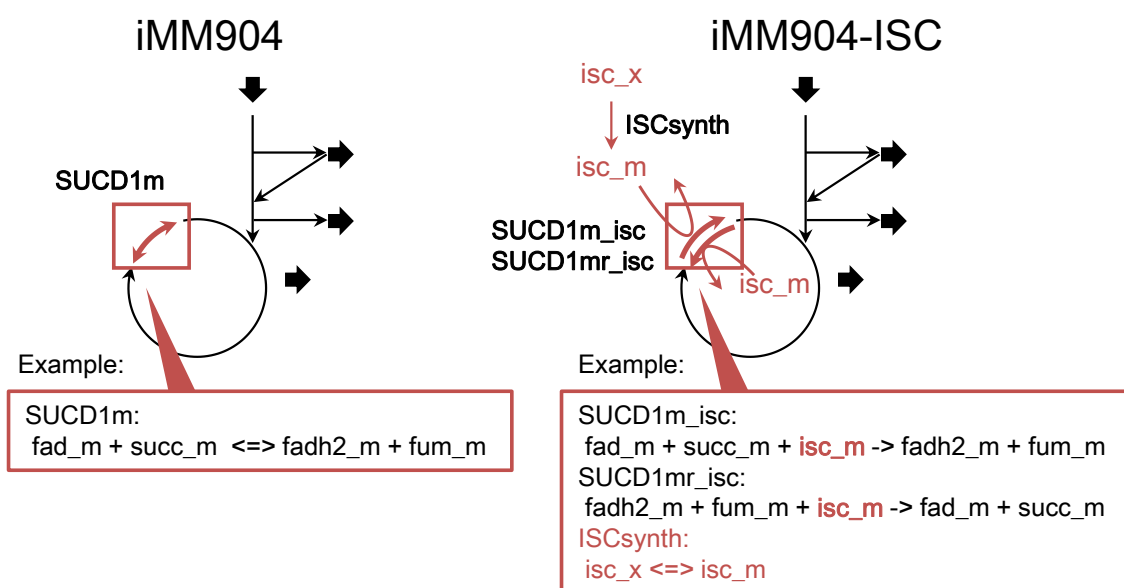 iMM904
SUCD1m
Example:
SUCD1m:
fad_m + succ_m <=> fadh2_m + fum_m
iMM904-ISC
isc_x
ISCsynth
isc_m
SUCD1m_isc
SUCD1mr_isc
isc_m
Example:
SUCD1m_isc:
fad_m + succ_m + isc_m -> fadh2_m + fum_m
SUCD1mr_isc:
fadh2_m + fum_m + isc_m -> fad_m + succ_m
ISCsynth:
isc_x <=> isc_m